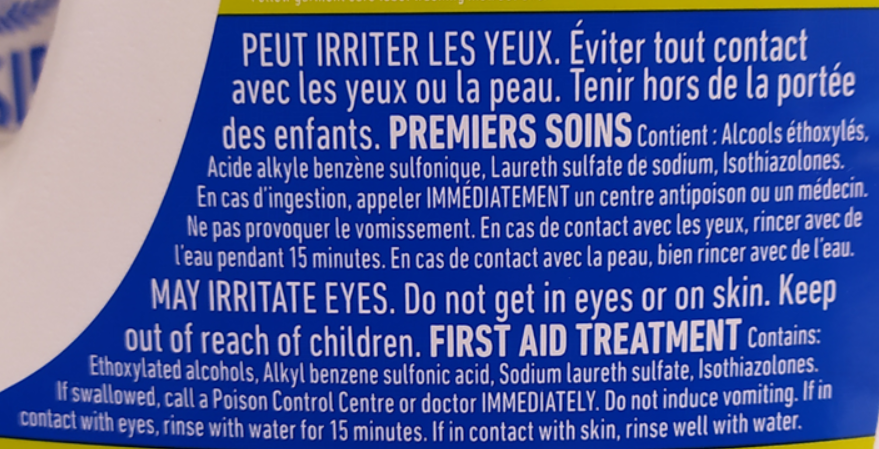 PEUT IRRITER LES YEUX. Éviter tout contact
avec les yeux ou la peau. Tenir hors de la portée
des enfants. PREMIERS SOINS Contient : Alcools éthoxylés,
Acide alkyle benzène sulfonique, Laureth sulfate de sodium, Isothiazolones.
En cas d'ingestion, appeler IMMÉDIATEMENT un centre antipoison ou un médecin.
Ne pas provoquer le vomissement. En cas de contact avec les yeux, rincer avec de
l'eau pendant 15 minutes. En cas de contact avec la peau, bien rincer avec de l'eau.
MAY IRRITATE EYES. Do not get in eyes or on skin. Keep
out of reach of children. FIRST AID TREATMENT Contains:
Ethoxylated alcohols, Alkyl benzene sulfonic acid, Sodium laureth sulfate, Isothiazolones.
If swallowed, call a Poison Control Centre or doctor IMMEDIATELY. Do not induce vomiting. If in
contact with eyes, rinse with water for 15 minutes. If in contact with skin, rinse well with water.